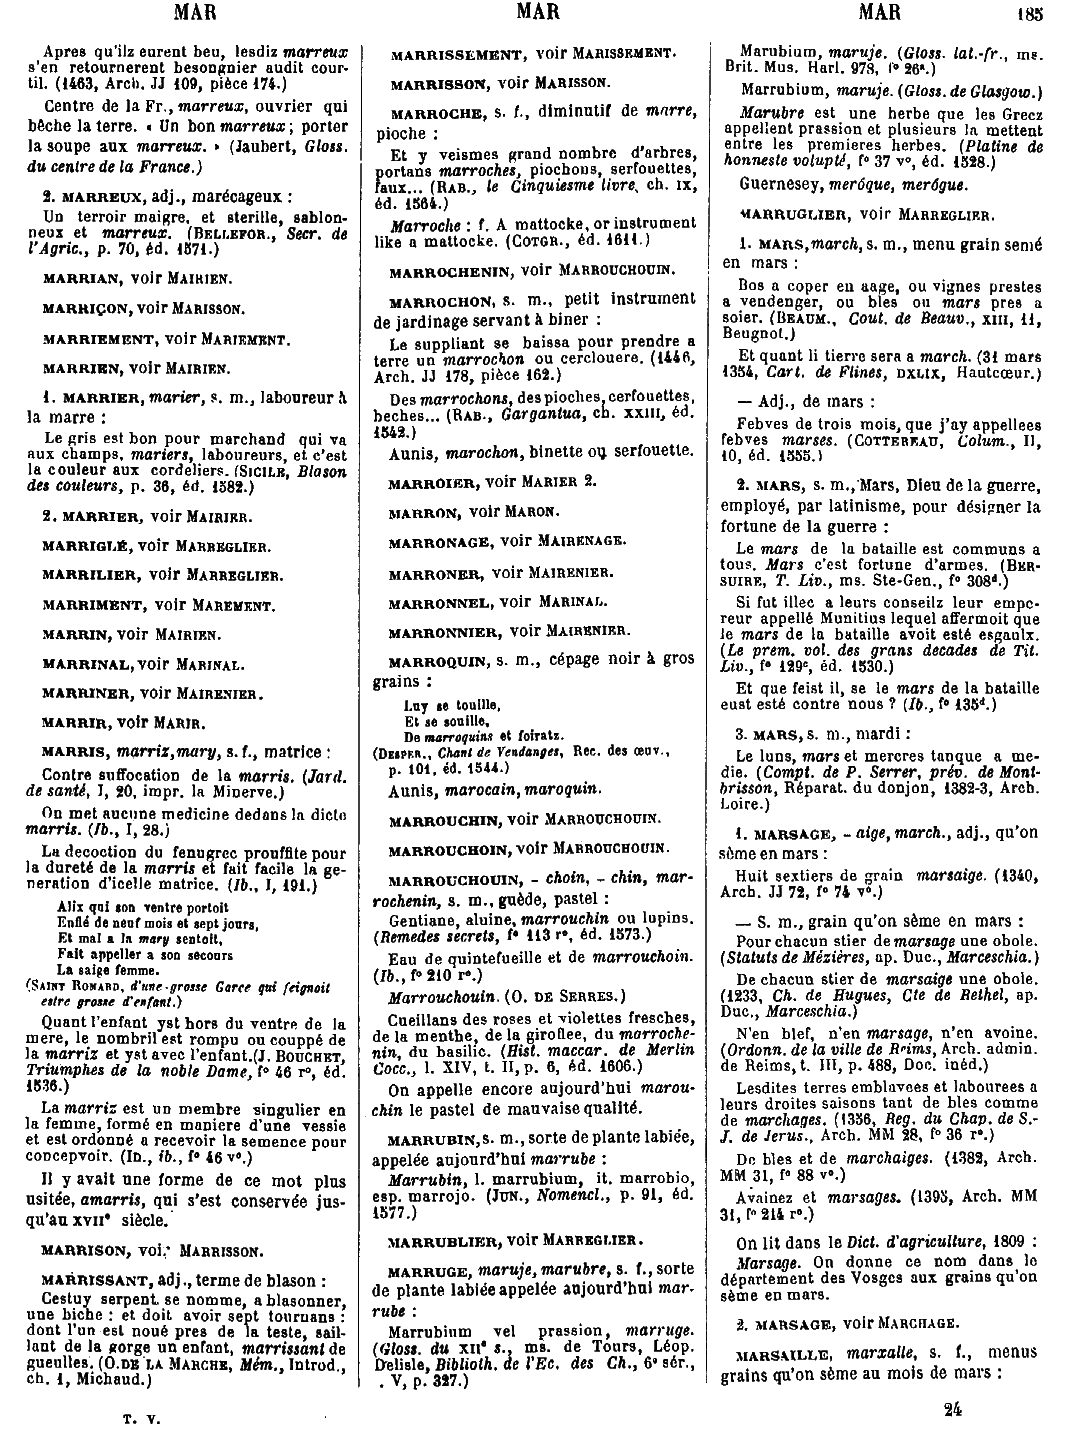 MAR
MAR
MAR
185
Apres qu'ilz eurent beu, lesdiz marreux
s'en retournerent besongnier audit cour-
til. (1463, Arch. JJ 109, pièce 174.)
Centre de la Fr., marreux, ouvrier qui
bêche la terre. « Un bon marreux ; porter
la soupe aux marreux. » (Jaubert, Gloss.
du centre de la France.)
2. MARREUX, adj., marécageux :
Un terroir maigre, et sterille, sablon-
neux et marreux. (BELLEFOR., Secr. de
l'Agric., p. 70, éd. 1571.)
MARRIAN, voir MAIRIEN.
MARRIÇON, voir MARISSON.
MARRIEMENT, voir MARIEMENT.
MARRIEN, voir MAIRIEN.
1. MARRIER, marier, s. m., laboureur à
la marre :
Le gris est bon pour marchand qui va
aux champs, mariers, laboureurs, et c'est
la couleur aux cordeliers. (SICILE, Blason
des couleurs, p. 36, éd. 1582.)
2. MARRIER, voir MAIRIER.
MARRIGLÉ, voir MARREGLIER.
MARRILIER, voir MARREGLIER.
MARRIMENT, voir MAREMENT.
MARRIN, voir MAIRIEN.
MARRINAL, voir MARINAL.
MARRINER, voir MAIRENIER.
MARRIR, voir MARIR.
MARRIS, marriz, mary, s. f., matrice :
Contre suffocation de la marris. (Jard.
de santé, I, 20, impr. la Minerve.)
On met aucune medicine dedans la dicte
marris. (Ib., I, 28.)
La decoction du fenugrec prouffite pour
la dureté de la marris et fait facile la ge-
neration d'icelle matrice. (Ib., I, 191.)
Alix qui son ventre portoit
Enflé de neuf mois et sept jours,
Et mal a la mary sentoit,
Fait appeller a son secours
La saige femme.
(SAINT ROMARD, d'une grosse Garce qui feignoit
estre grosse d'enfant.)
Quant l'enfant yst hors du ventre de la
mere, le nombril est rompu ou couppé de
la marriz et yst avec l'enfant. (J. BOUCHET,
Triumphes de la noble Dame, f° 46 r°, éd.
1536.)
La marriz est un membre singulier en
la femme, formé en maniere d'une vessie
et est ordonné a recevoir la semence pour
concepvoir. (ID., ib., f° 46 v°.)
Il y avait une forme de ce mot plus
usitée, amarris, qui s'est conservée jus-
qu'au XVIIe siècle.
MARRISON, voir MARRISSON.
MARRISSANT, adj., terme de blason :
Cestuy serpent se nomme, a blasonner,
une biche : et doit avoir sept tournans :
dont l'un est noué pres de la teste, sail-
lant de la gorge un enfant, marrissant de
gueulles. (O. DE LA MARCHE, Mém., Introd.,
ch. 1, Michaud.)
T. V.
MARRISSEMENT, voir MARISSEMENT.
MARRISSON, voir MARISSON.
MARROCHE, s. f., diminutif de marre,
pioche :
Et y veismes grand nombre d'arbres,
portans marroches, piochons, serfouettes,
faux... (RAB., le Cinquiesme livre, ch. IX,
éd. 1564.)
Marroche : f. A mattocke, or instrument
like a mattocke. (COTGR., éd. 1611.)
MARROCHENIN, voir MARROUCHOUIN.
MARROCHON, s. m., petit instrument
de jardinage servant à biner :
Le suppliant se baissa pour prendre a
terre un marrochon ou cerclouere. (1446,
Arch. JJ 178, pièce 162.)
Des marrochons, des pioches, cerfouettes,
beches... (RAB., Gargantua, ch. XXIII, éd.
1542.)
Aunis, marochon, binette ou serfouette.
MARROIER, voir MARIER 2.
MARRON, voir MARON.
MARRONAGE, voir MAIRENAGE.
MARRONER, voir MAIRENIER.
MARRONNEL, voir MARINAL.
MARRONNIER, voir MAIRENIER.
MARROQUIN, s. m., cépage noir à gros
grains :
Luy se touille,
Et se souille,
De marroquins et foiratz.
(DESPER., Chant de Vendanges, Rec. des œuv.,
p. 101, éd. 1544.)
Aunis, marocain, maroquin.
MARROUCHIN, voir MARROUCHOUIN.
MARROUCHOIN, voir MARROUCHOUIN.
MARROUCHOUIN, - choin, - chin, mar-
rochenin, s. m., guède, pastel :
Gentiane, aluine, marrouchin ou lupins.
(Remedes secrets, f° 113 r°, éd. 1573.)
Eau de quintefueille et de marrouchoin.
(Ib., f° 210 r°.)
Marrouchouin. (O. DE SERRES.)
Cueillans des roses et violettes fresches,
de la menthe, de la giroflee, du marroche-
nin, du basilic. (Hist. maccar. de Merlin
Cocc., l. XIV, t. II, p. 6, éd. 1606.)
On appelle encore aujourd'hui marou-
chin le pastel de mauvaise qualité.
MARRUBIN, s. m., sorte de plante labiée,
appelée aujourd'hui marrube :
Marrubin, l. marrubium, it. marrobio,
esp. marrojo. (JUN., Nomencl., p. 91, éd.
1577.)
MARRUBLIER, voir MARREGLIER.
MARRUGE, maruje, marubre, s. f., sorte
de plante labiée appelée aujourd'hui mar-
rube :
Marrubium vel prassion, marruge.
(Gloss. du XIIe s., ms. de Tours, Léop.
Delisle, Biblioth. de l'Ec. des Ch., 6e sér.,
. V, p. 327.)
Marubium, maruje. (Gloss. lat.-fr., ms.
Brit. Mus. Harl. 978, f° 26a.)
Marrubium, maruje. (Gloss. de Glasgow.)
Marubre est une herbe que les Grecz
appellent prassion et plusieurs la mettent
entre les premieres herbes. (Platine de
honneste volupté, f° 37 v°, éd. 1528.)
Guernesey, meróque, merógue.
MARRUGLIER, voir MARREGLIER.
1. MARS, march, s. m., menu grain semé
en mars :
Bos a coper en aage, ou vignes prestes
a vendenger, ou bles ou mars pres a
soier. (BEAUM., Cout. de Beauv., XIII, 11,
Beugnot.)
Et quant li tierre sera a march. (31 mars
1354, Cart. de Flines, DXLIX, Hautcœur.)
— Adj., de mars :
Febves de trois mois, que j'ay appellees
febves marses. (COTTEREAU, Colum., II,
10, éd. 1555.)
2. MARS, s. m., Mars, Dieu de la guerre,
employé, par latinisme, pour désigner la
fortune de la guerre :
Le mars de la bataille est communs a
tous. Mars c'est fortune d'armes. (BER-
SUIRE, T. Liv., ms. Ste-Gen., f° 308d.)
Si fut illec a leurs conseilz leur empe-
reur appellé Munitius lequel affermoit que
le mars de la bataille avoit esté esgaulx.
(Le prem. vol. des grans decades de Tit.
Liv., f° 129c, éd. 1530.)
Et que feist il, se le mars de la bataille
eust esté contre nous ? (Ib., f° 135d.)
3. MARS, s. m., mardi :
Le luns, mars et mercres tanque a me-
die. (Compt. de P. Serrer, prév. de Mont-
brisson, Réparat. du donjon, 1382-3, Arch.
Loire.)
1. MARSAGE, - aige, march., adj., qu'on
sème en mars :
Huit sextiers de grain marsaige. (1340,
Arch. JJ 72, f° 74 v°.)
— S. m., grain qu'on sème en mars :
Pour chacun stier de marsage une obole.
(Statuts de Mézières, ap. Duc., Marceschia.)
De chacun stier de marsaige une obole.
(1233, Ch. de Hugues, Cte de Rethel, ap.
Duc., Marceschia.)
N'en blef, n'en marsage, n'en avoine.
(Ordonn. de la ville de Reims, Arch. admin.
de Reims, t. III, p. 488, Doc. inéd.)
Lesdites terres emblavees et labourees a
leurs droites saisons tant de bles comme
de marchages. (1336, Reg. du Chap. de S.-
J. de Jerus., Arch. MM 28, f° 36 r°.)
De bles et de marchaiges. (1382, Arch.
MM 31, f° 88 v°.)
Avainez et marsages. (1395, Arch. MM
31, f° 214 r°.)
On lit dans le Dict. d'agriculture, 1809 :
Marsage. On donne ce nom dans le
département des Vosges aux grains qu'on
sème en mars.
2. MARSAGE, voir MARCHAGE.
MARSAILLE, marxalle, s. f., menus
grains qu'on sème au mois de mars :
24